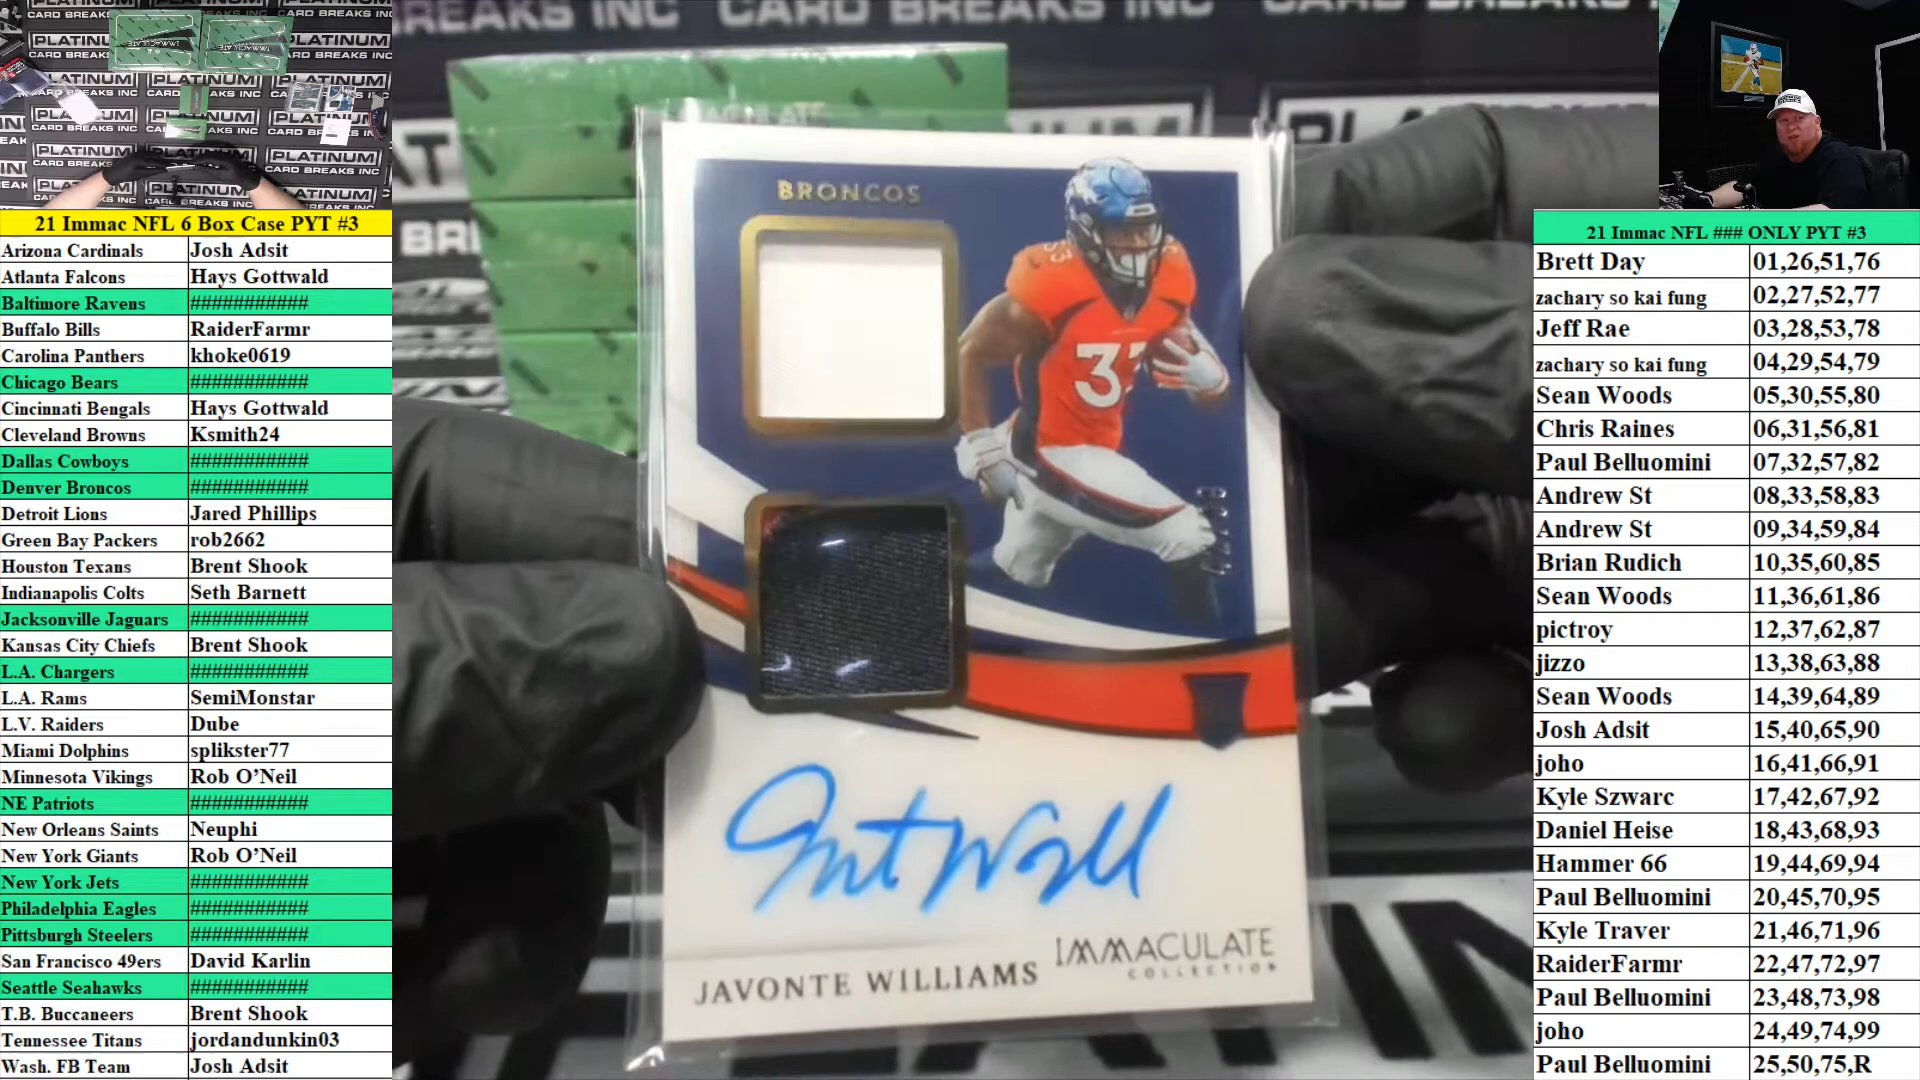 BREAKS INC CARD BREAKS INC CARD BREAKS INC
PLATINUM
CARD BREAKS INC
IMMACULATE
21 Immac NFL 6 Box Case PYT #3
Arizona Cardinals Josh Adsit
Atlanta Falcons Hays Gottwald
Baltimore Ravens ###########
Buffalo Bills RaiderFarmr
Carolina Panthers khoke0619
Chicago Bears ###########
Cincinnati Bengals Hays Gottwald
Cleveland Browns Ksmith24
Dallas Cowboys ###########
Denver Broncos ###########
Detroit Lions Jared Phillips
Green Bay Packers rob2662
Houston Texans Brent Shook
Indianapolis Colts Seth Barnett
Jacksonville Jaguars ###########
Kansas City Chiefs Brent Shook
L.A. Chargers ###########
L.A. Rams SemiMonstar
L.V. Raiders Dube
Miami Dolphins splikster77
Minnesota Vikings Rob O’Neil
NE Patriots ###########
New Orleans Saints Neuphi
New York Giants Rob O’Neil
New York Jets ###########
Philadelphia Eagles ###########
Pittsburgh Steelers ###########
San Francisco 49ers David Karlin
Seattle Seahawks ###########
T.B. Buccaneers Brent Shook
Tennessee Titans jordandunkin03
Wash. FB Team Josh Adsit
BRONCOS
33
JAVONTE WILLIAMS
IMMACULATE
COLLECTION
21 Immac NFL ### ONLY PYT #3
Brett Day 01,26,51,76
zachary so kai fung 02,27,52,77
Jeff Rae 03,28,53,78
zachary so kai fung 04,29,54,79
Sean Woods 05,30,55,80
Chris Raines 06,31,56,81
Paul Belluomini 07,32,57,82
Andrew St 08,33,58,83
Andrew St 09,34,59,84
Brian Rudich 10,35,60,85
Sean Woods 11,36,61,86
pictroy 12,37,62,87
jizzo 13,38,63,88
Sean Woods 14,39,64,89
Josh Adsit 15,40,65,90
joho 16,41,66,91
Kyle Szwarc 17,42,67,92
Daniel Heise 18,43,68,93
Hammer 66 19,44,69,94
Paul Belluomini 20,45,70,95
Kyle Traver 21,46,71,96
RaiderFarmr 22,47,72,97
Paul Belluomini 23,48,73,98
joho 24,49,74,99
Paul Belluomini 25,50,75,R